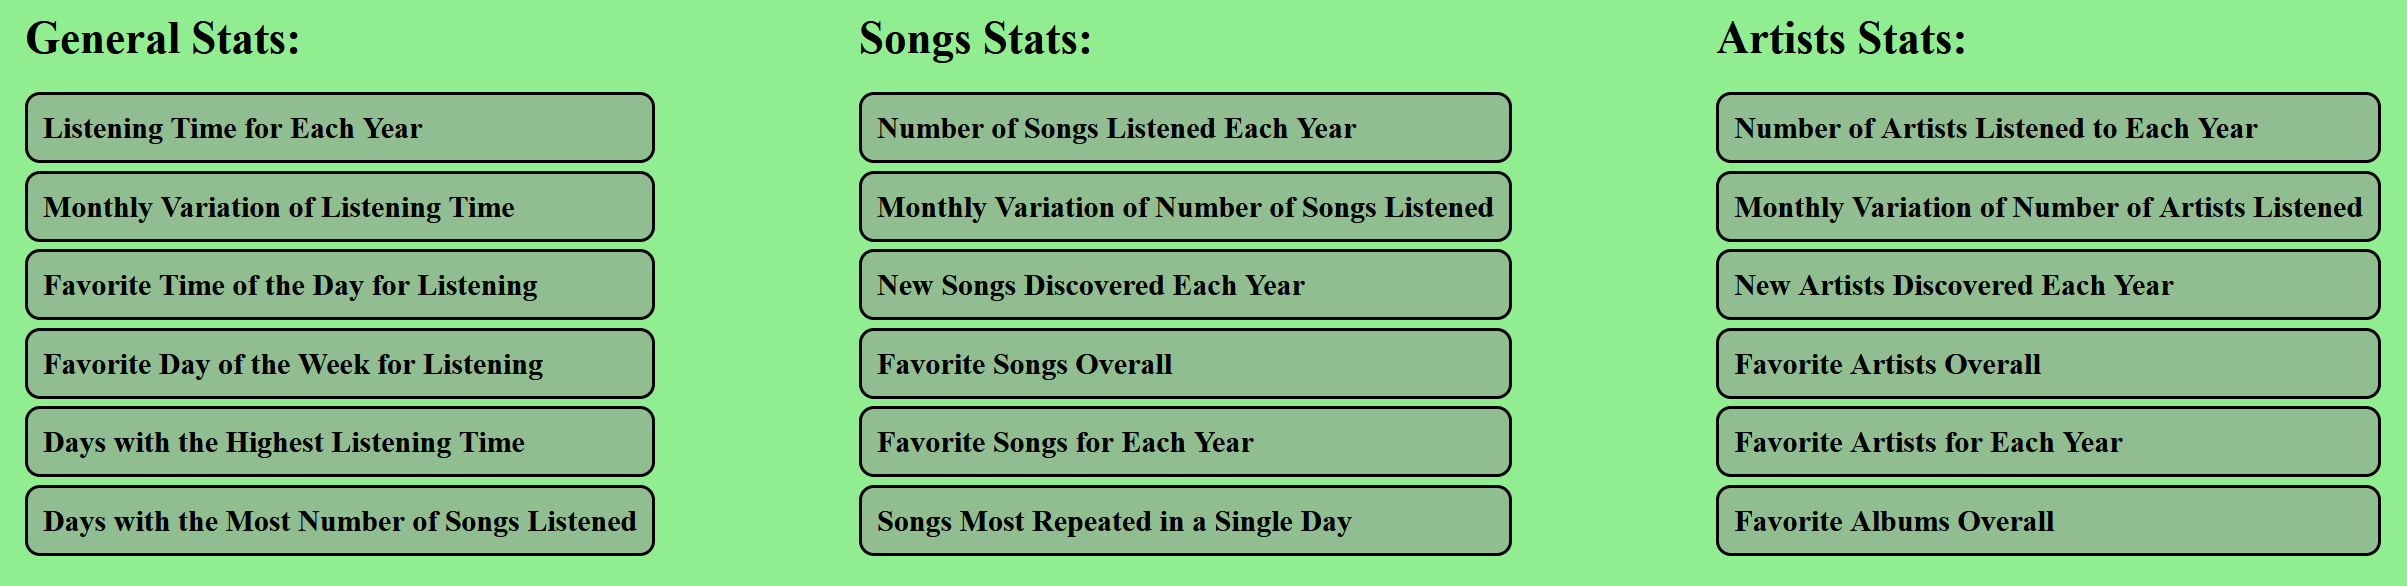 General Stats:
Listening Time for Each Year
Monthly Variation of Listening Time
Favorite Time of the Day for Listening
Favorite Day of the Week for Listening
Days with the Highest Listening Time
Days with the Most Number of Songs Listened
Songs Stats:
Number of Songs Listened Each Year
Monthly Variation of Number of Songs Listened
New Songs Discovered Each Year
Favorite Songs Overall
Favorite Songs for Each Year
Songs Most Repeated in a Single Day
Artists Stats:
Number of Artists Listened to Each Year
Monthly Variation of Number of Artists Listened
New Artists Discovered Each Year
Favorite Artists Overall
Favorite Artists for Each Year
Favorite Albums Overall